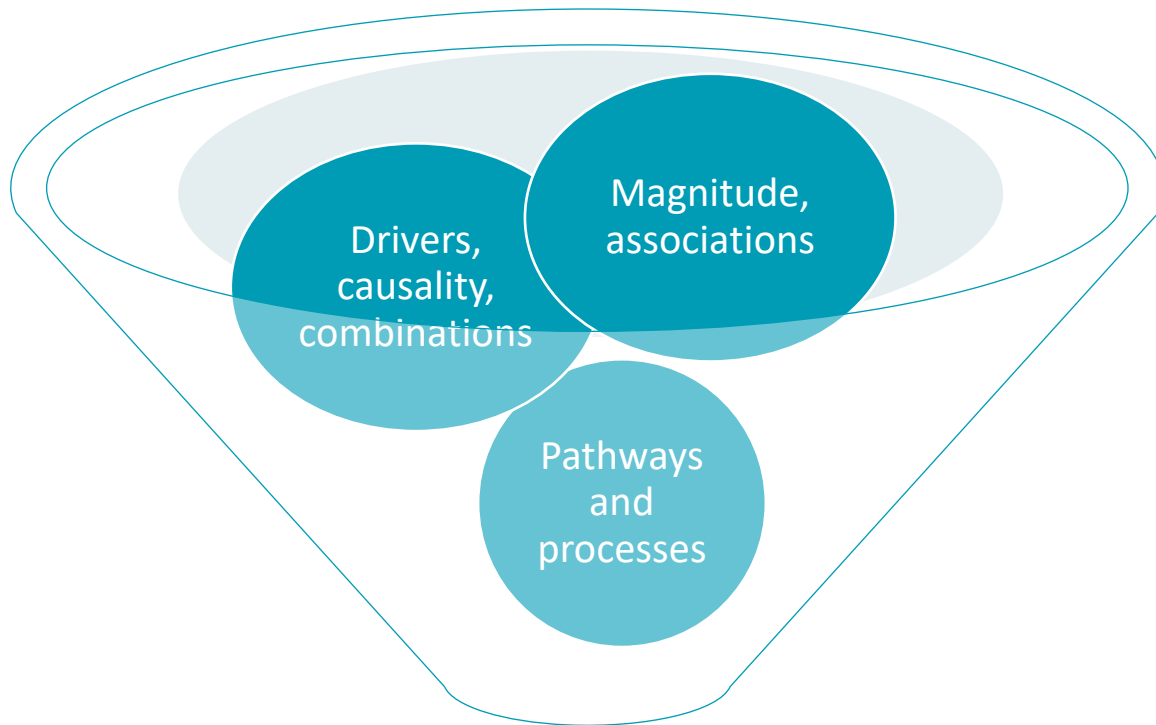 Magnitude,
associations
Drivers,
causality,
combinations
Pathways
and
processes